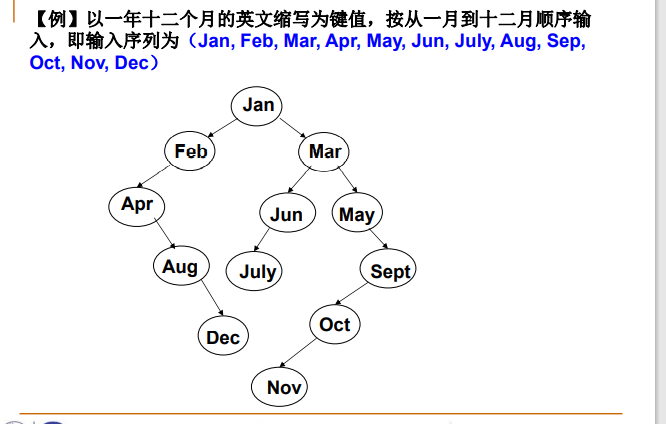 【例】以一年十二个月的英文缩写为键值，按从一月到十二月顺序输
入，即输入序列为（Jan, Feb, Mar, Apr, May, Jun, July, Aug, Sep,
Oct, Nov, Dec）
Jan
Feb
Mar
Apr
Jun
May
Aug
July
Sept
Dec
Oct
Nov